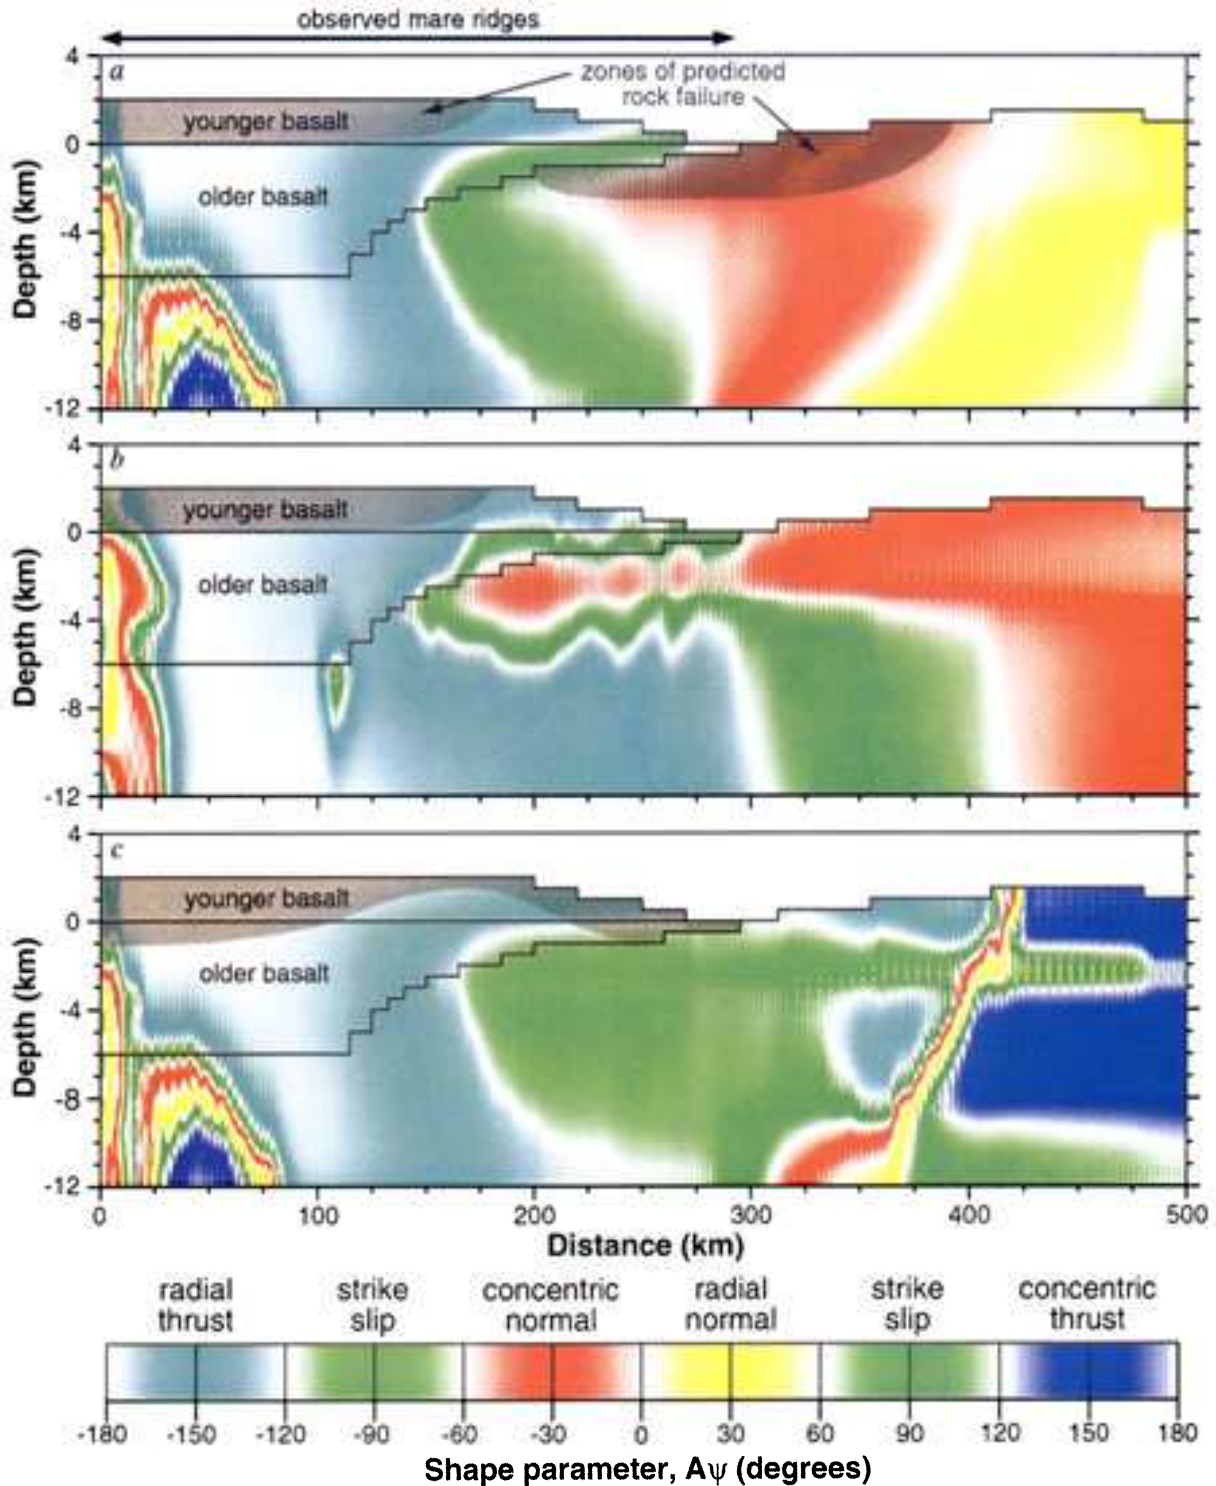 observed mare ridges
4
a
zones of predicted
rock failure
younger basalt
0
older basalt
-4
-8
-12
Depth (km)
4
b
younger basalt
0
older basalt
-4
-8
-12
Depth (km)
4
c
younger basalt
0
older basalt
-4
-8
-12
Depth (km)
0 100 200 300 400 500
Distance (km)
radial strike concentric radial strike concentric
thrust slip normal normal slip thrust
-180 -150 -120 -90 -60 -30 0 30 60 90 120 150 180
Shape parameter, Aψ (degrees)